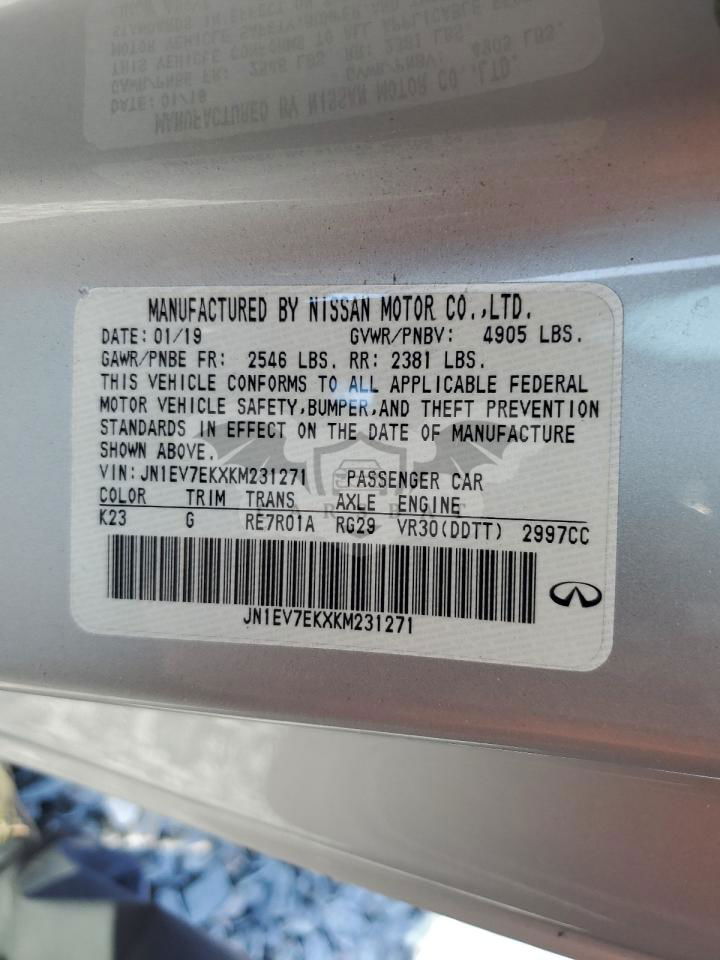 MANUFACTURED BY NISSAN MOTOR CO.,LTD.
DATE: 01/19 GVWR/PNBV: 4905 LBS.
GAWR/PNBE FR: 2546 LBS. RR: 2381 LBS.
THIS VEHICLE CONFORMS TO ALL APPLICABLE FEDERAL
MOTOR VEHICLE SAFETY,BUMPER,AND THEFT PREVENTION
STANDARDS IN EFFECT ON THE DATE OF MANUFACTURE
SHOWN ABOVE.
VIN:JN1EV7EKXKM231271 PASSENGER CAR
COLOR TRIM TRANS AXLE ENGINE
K23 G RE7R01A RG29 VR30(DDTT) 2997CC
JN1EV7EKXKM231271